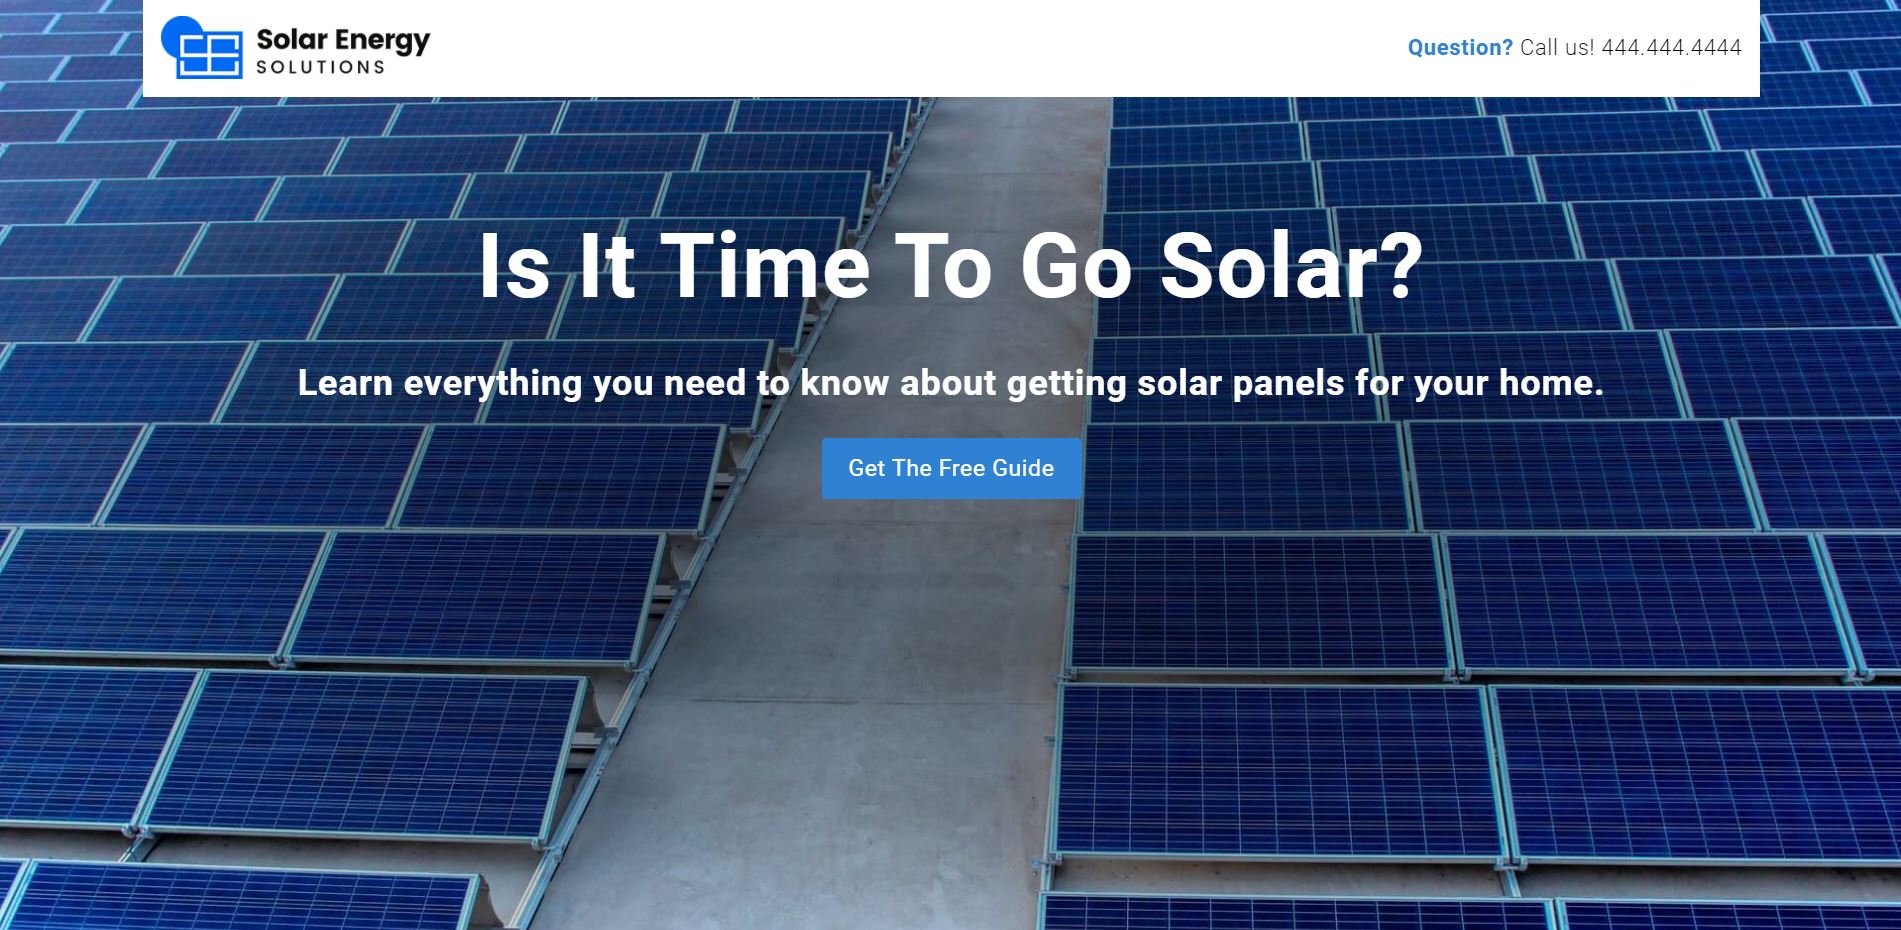 Solar Energy
SOLUTIONS
Question? Call us! 444.444.4444
Is It Time To Go Solar?
Learn everything you need to know about getting solar panels for your home.
Get The Free Guide